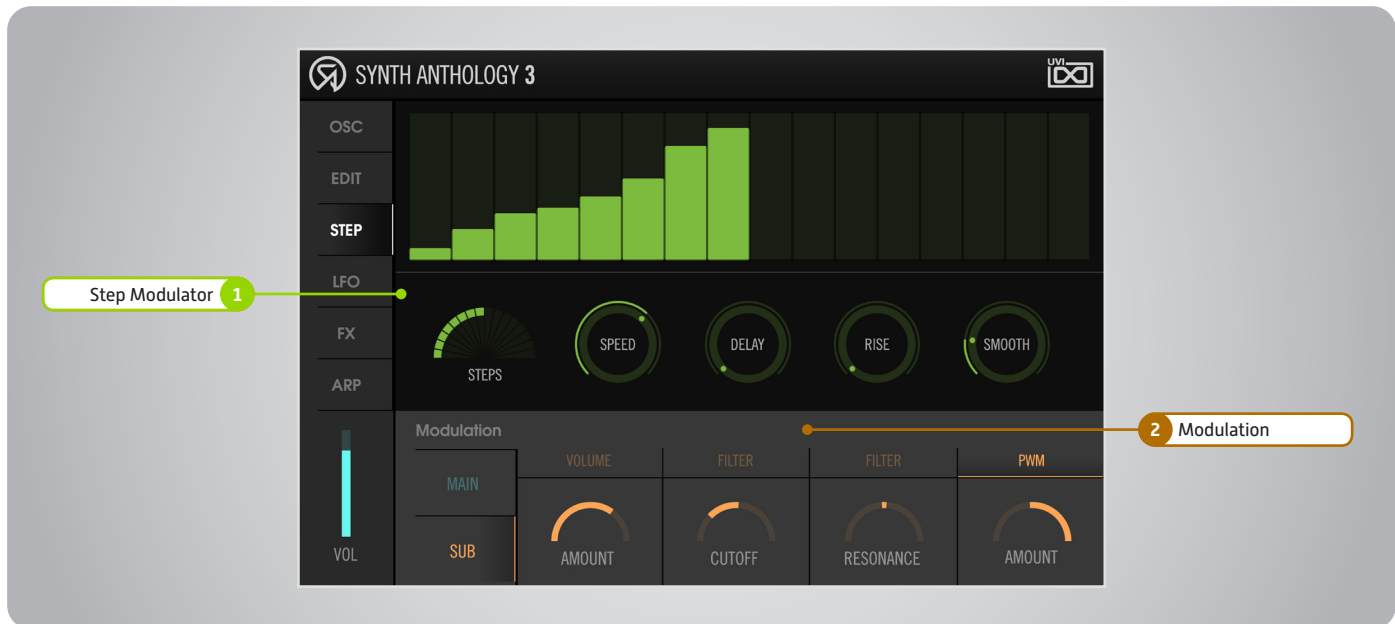 SYNTH ANTHOLOGY 3
UVI
OSC
EDIT
STEP
LFO
FX
ARP
VOL
Step Modulator 1
STEPS
SPEED
DELAY
RISE
SMOOTH
2 Modulation
Modulation
MAIN
SUB
VOLUME
FILTER
FILTER
PWM
AMOUNT
CUTOFF
RESONANCE
AMOUNT